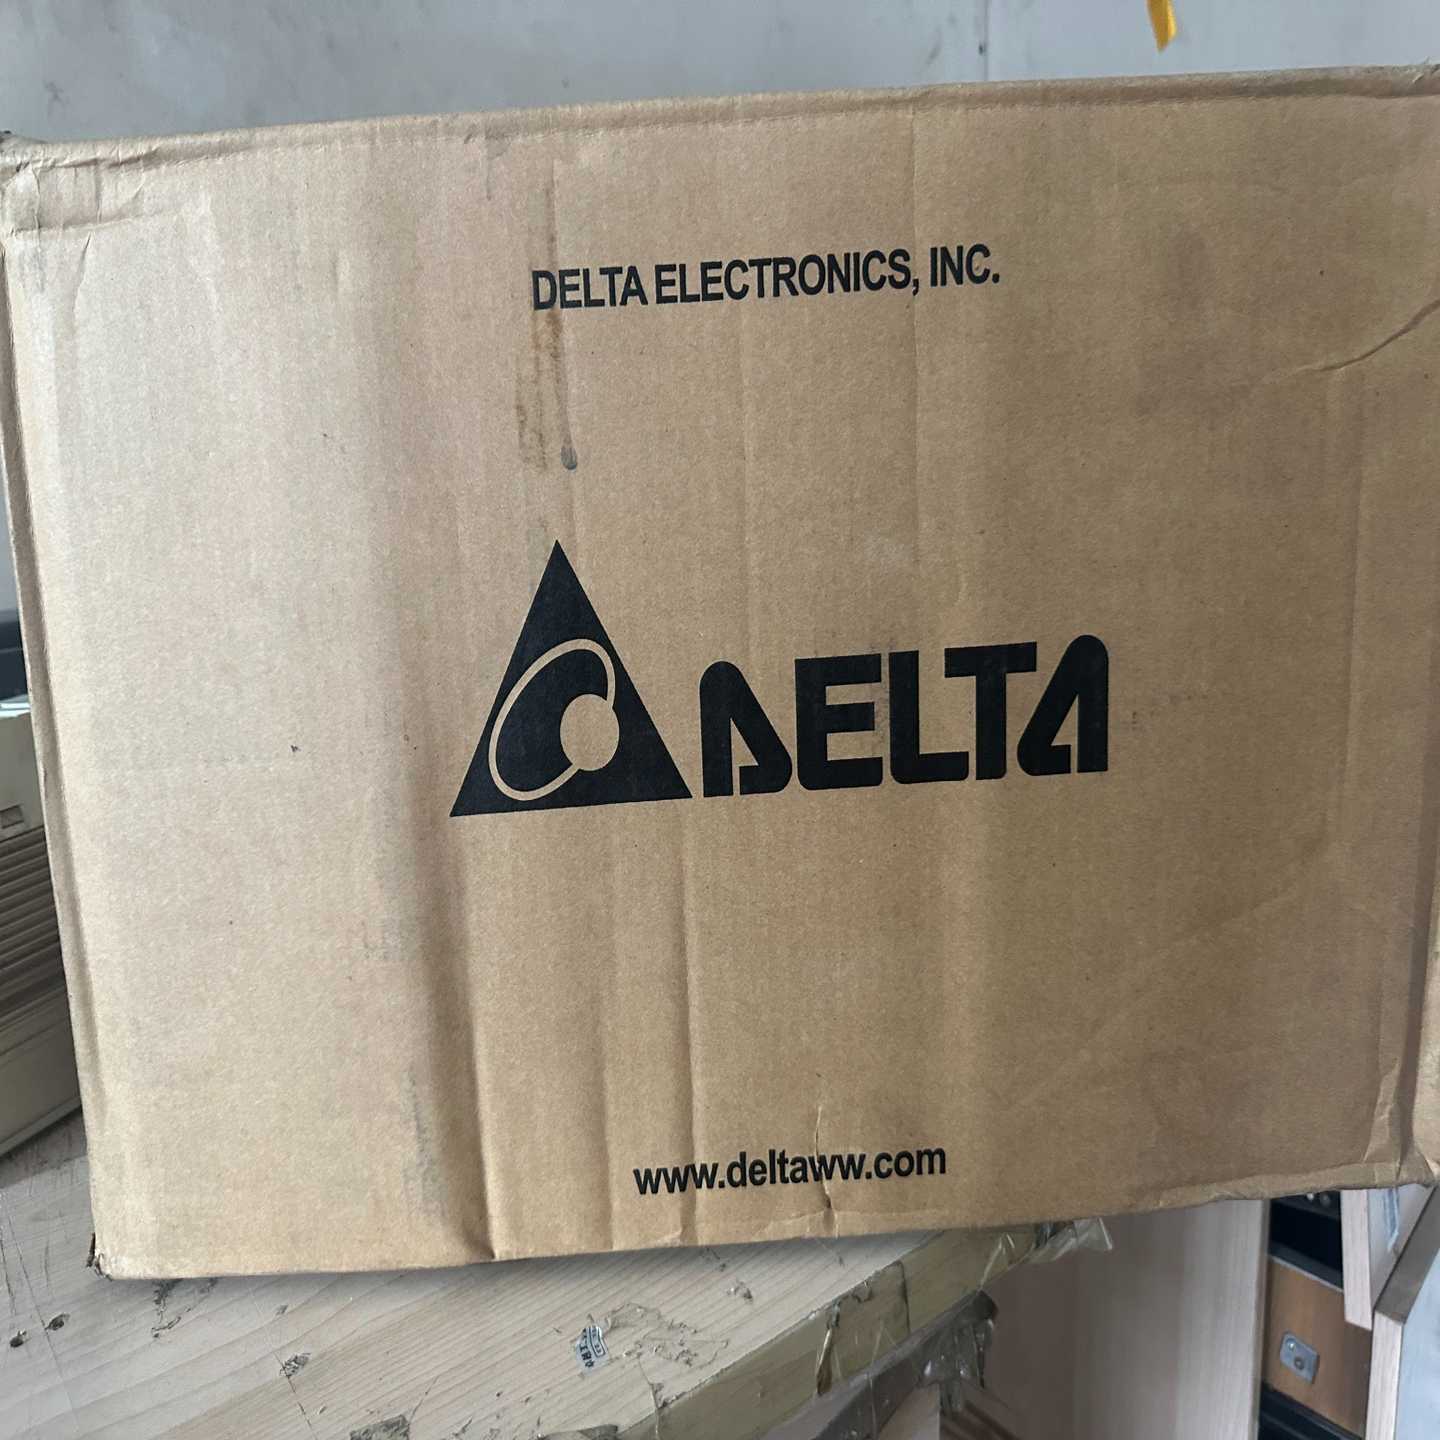 DELTA ELECTRONICS, INC.
DELTA
www.deltaww.com